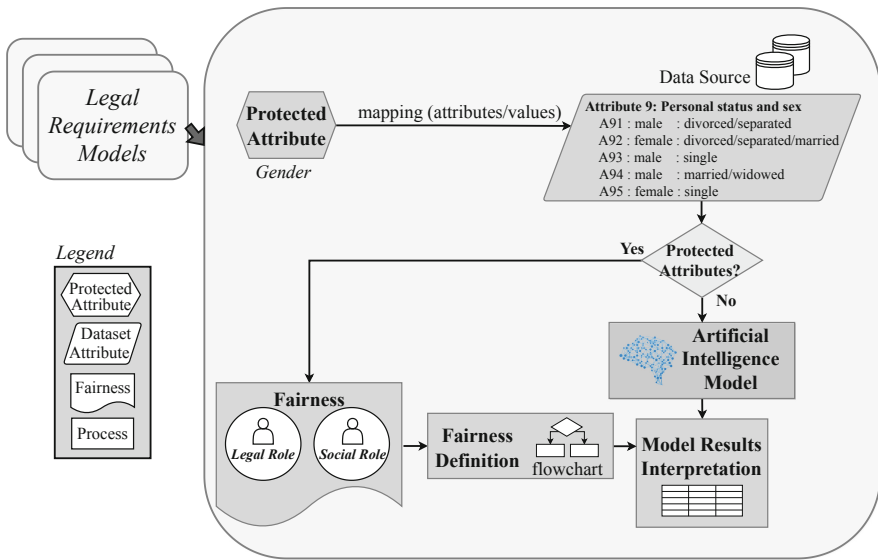 Legal
Requirements
Models
Data Source
Protected
Attribute
Gender
mapping (attributes/values)
Attribute 9: Personal status and sex
A91 : male : divorced/separated
A92 : female : divorced/separated/married
A93 : male : single
A94 : male : married/widowed
A95 : female : single
Protected
Attributes?
Yes
No
Artificial
Intelligence
Model
Fairness
Legal Role
Social Role
Fairness
Definition
flowchart
Model Results
Interpretation
Legend
Protected
Attribute
Dataset
Attribute
Fairness
Process